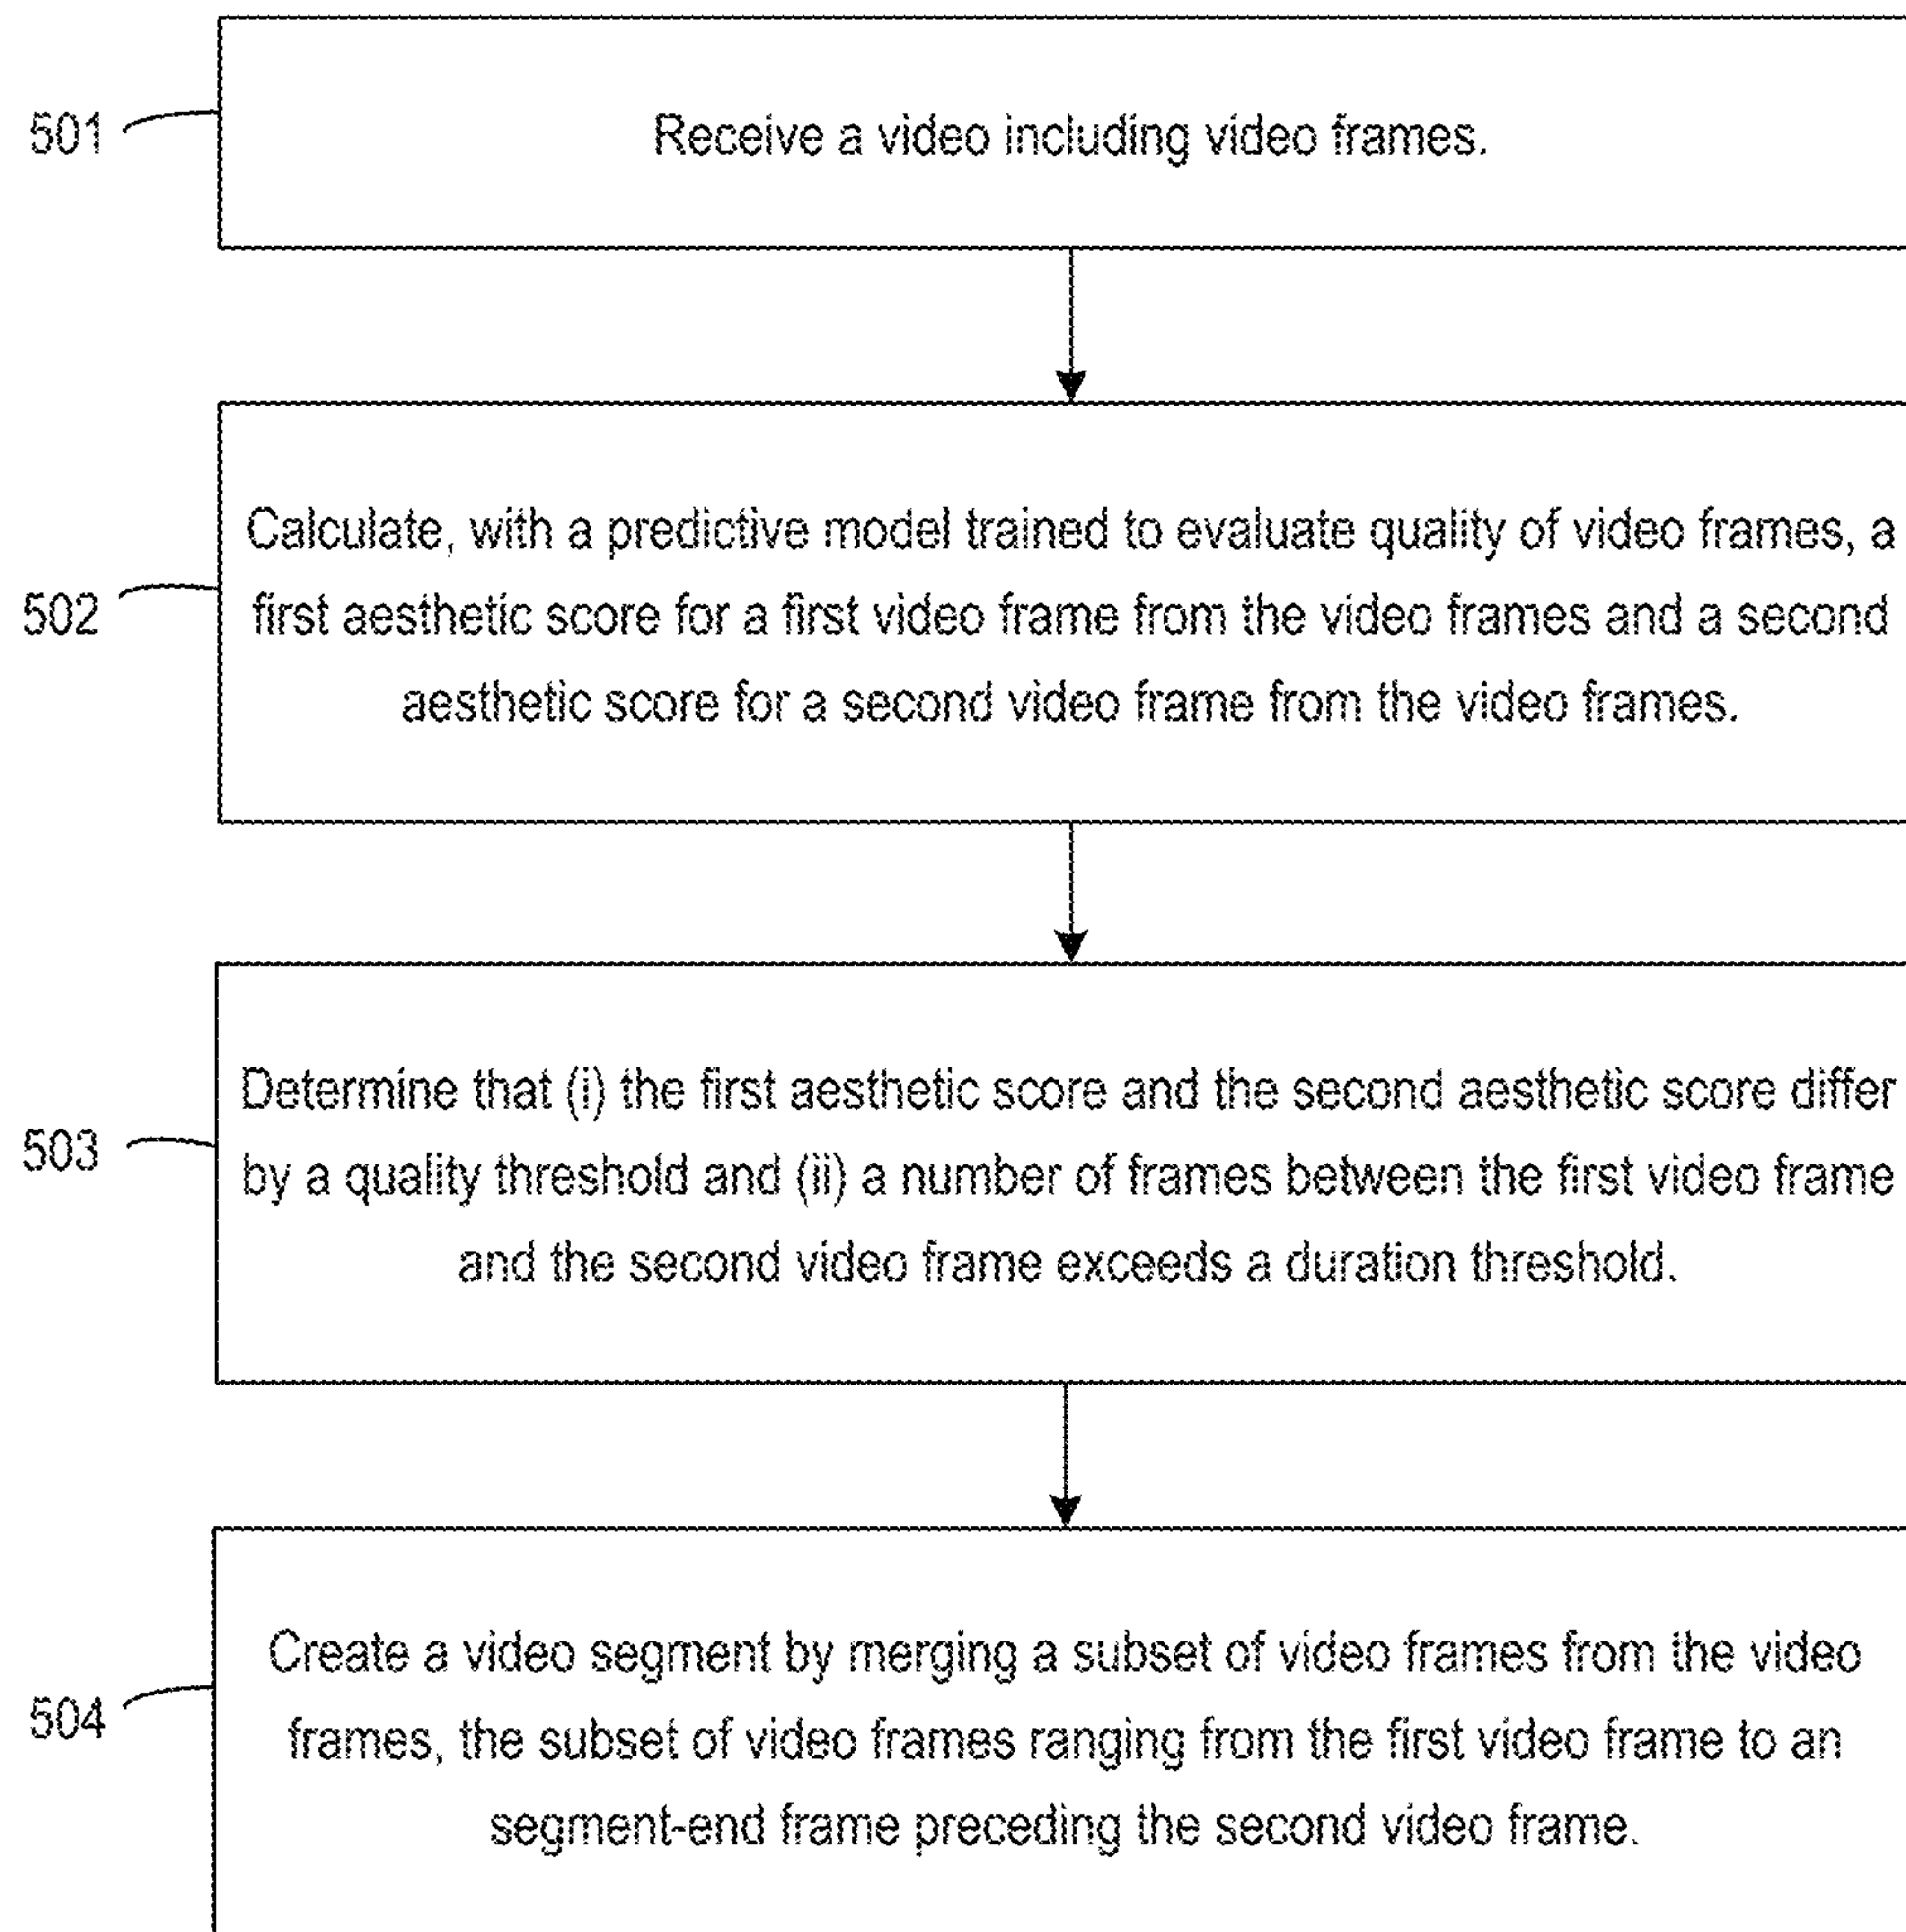 501
Receive a video including video frames.
502
Calculate, with a predictive model trained to evaluate quality of video frames, a
first aesthetic score for a first video frame from the video frames and a second
aesthetic score for a second video frame from the video frames.
503
Determine that (i) the first aesthetic score and the second aesthetic score differ
by a quality threshold and (ii) a number of frames between the first video frame
and the second video frame exceeds a duration threshold.
504
Create a video segment by merging a subset of video frames from the video
frames, the subset of video frames ranging from the first video frame to an
segment-end frame preceding the second video frame.